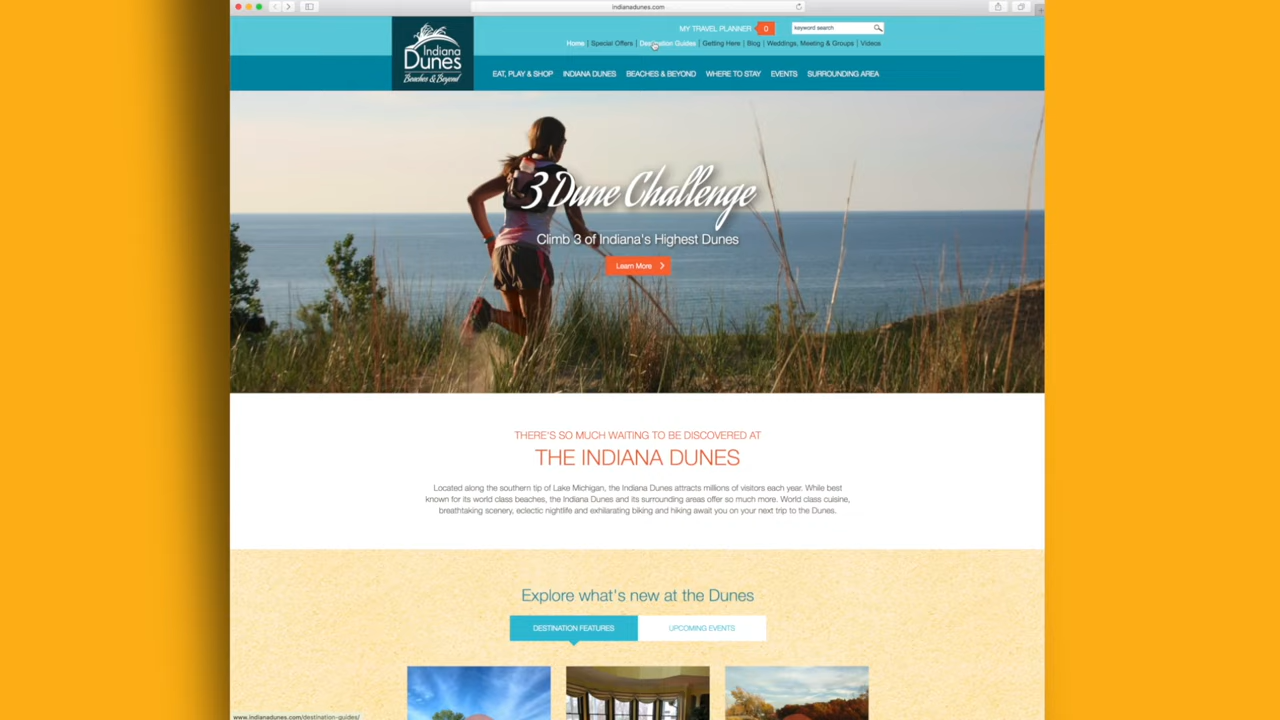 indianadunes.com
MY TRAVEL PLANNER 0 keyword search
Home | Special Offers | Destination Guides | Getting Here | Blog | Weddings, Meeting & Groups | Videos
Indiana
Dunes
Beaches & Beyond
EAT, PLAY & SHOP INDIANA DUNES BEACHES & BEYOND WHERE TO STAY EVENTS SURROUNDING AREA
3 Dune Challenge
Climb 3 of Indiana's Highest Dunes
Learn More
THERE'S SO MUCH WAITING TO BE DISCOVERED AT
THE INDIANA DUNES
Located along the southern tip of Lake Michigan, the Indiana Dunes attracts millions of visitors each year. While best
known for its world class beaches, the Indiana Dunes and its surrounding areas offer so much more. World class cuisine,
breathtaking scenery, eclectic nightlife and exhilarating biking and hiking await you on your next trip to the Dunes.
Explore what's new at the Dunes
DESTINATION FEATURES UPCOMING EVENTS
www.indianadunes.com/destination-guides/